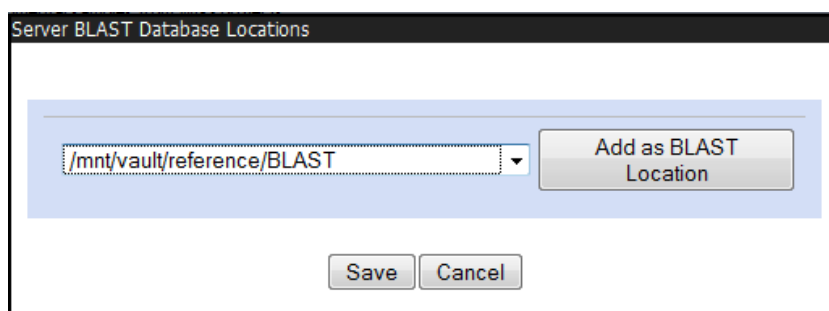 Server BLAST Database Locations
/mnt/vault/reference/BLAST
Add as BLAST
Location
Save
Cancel